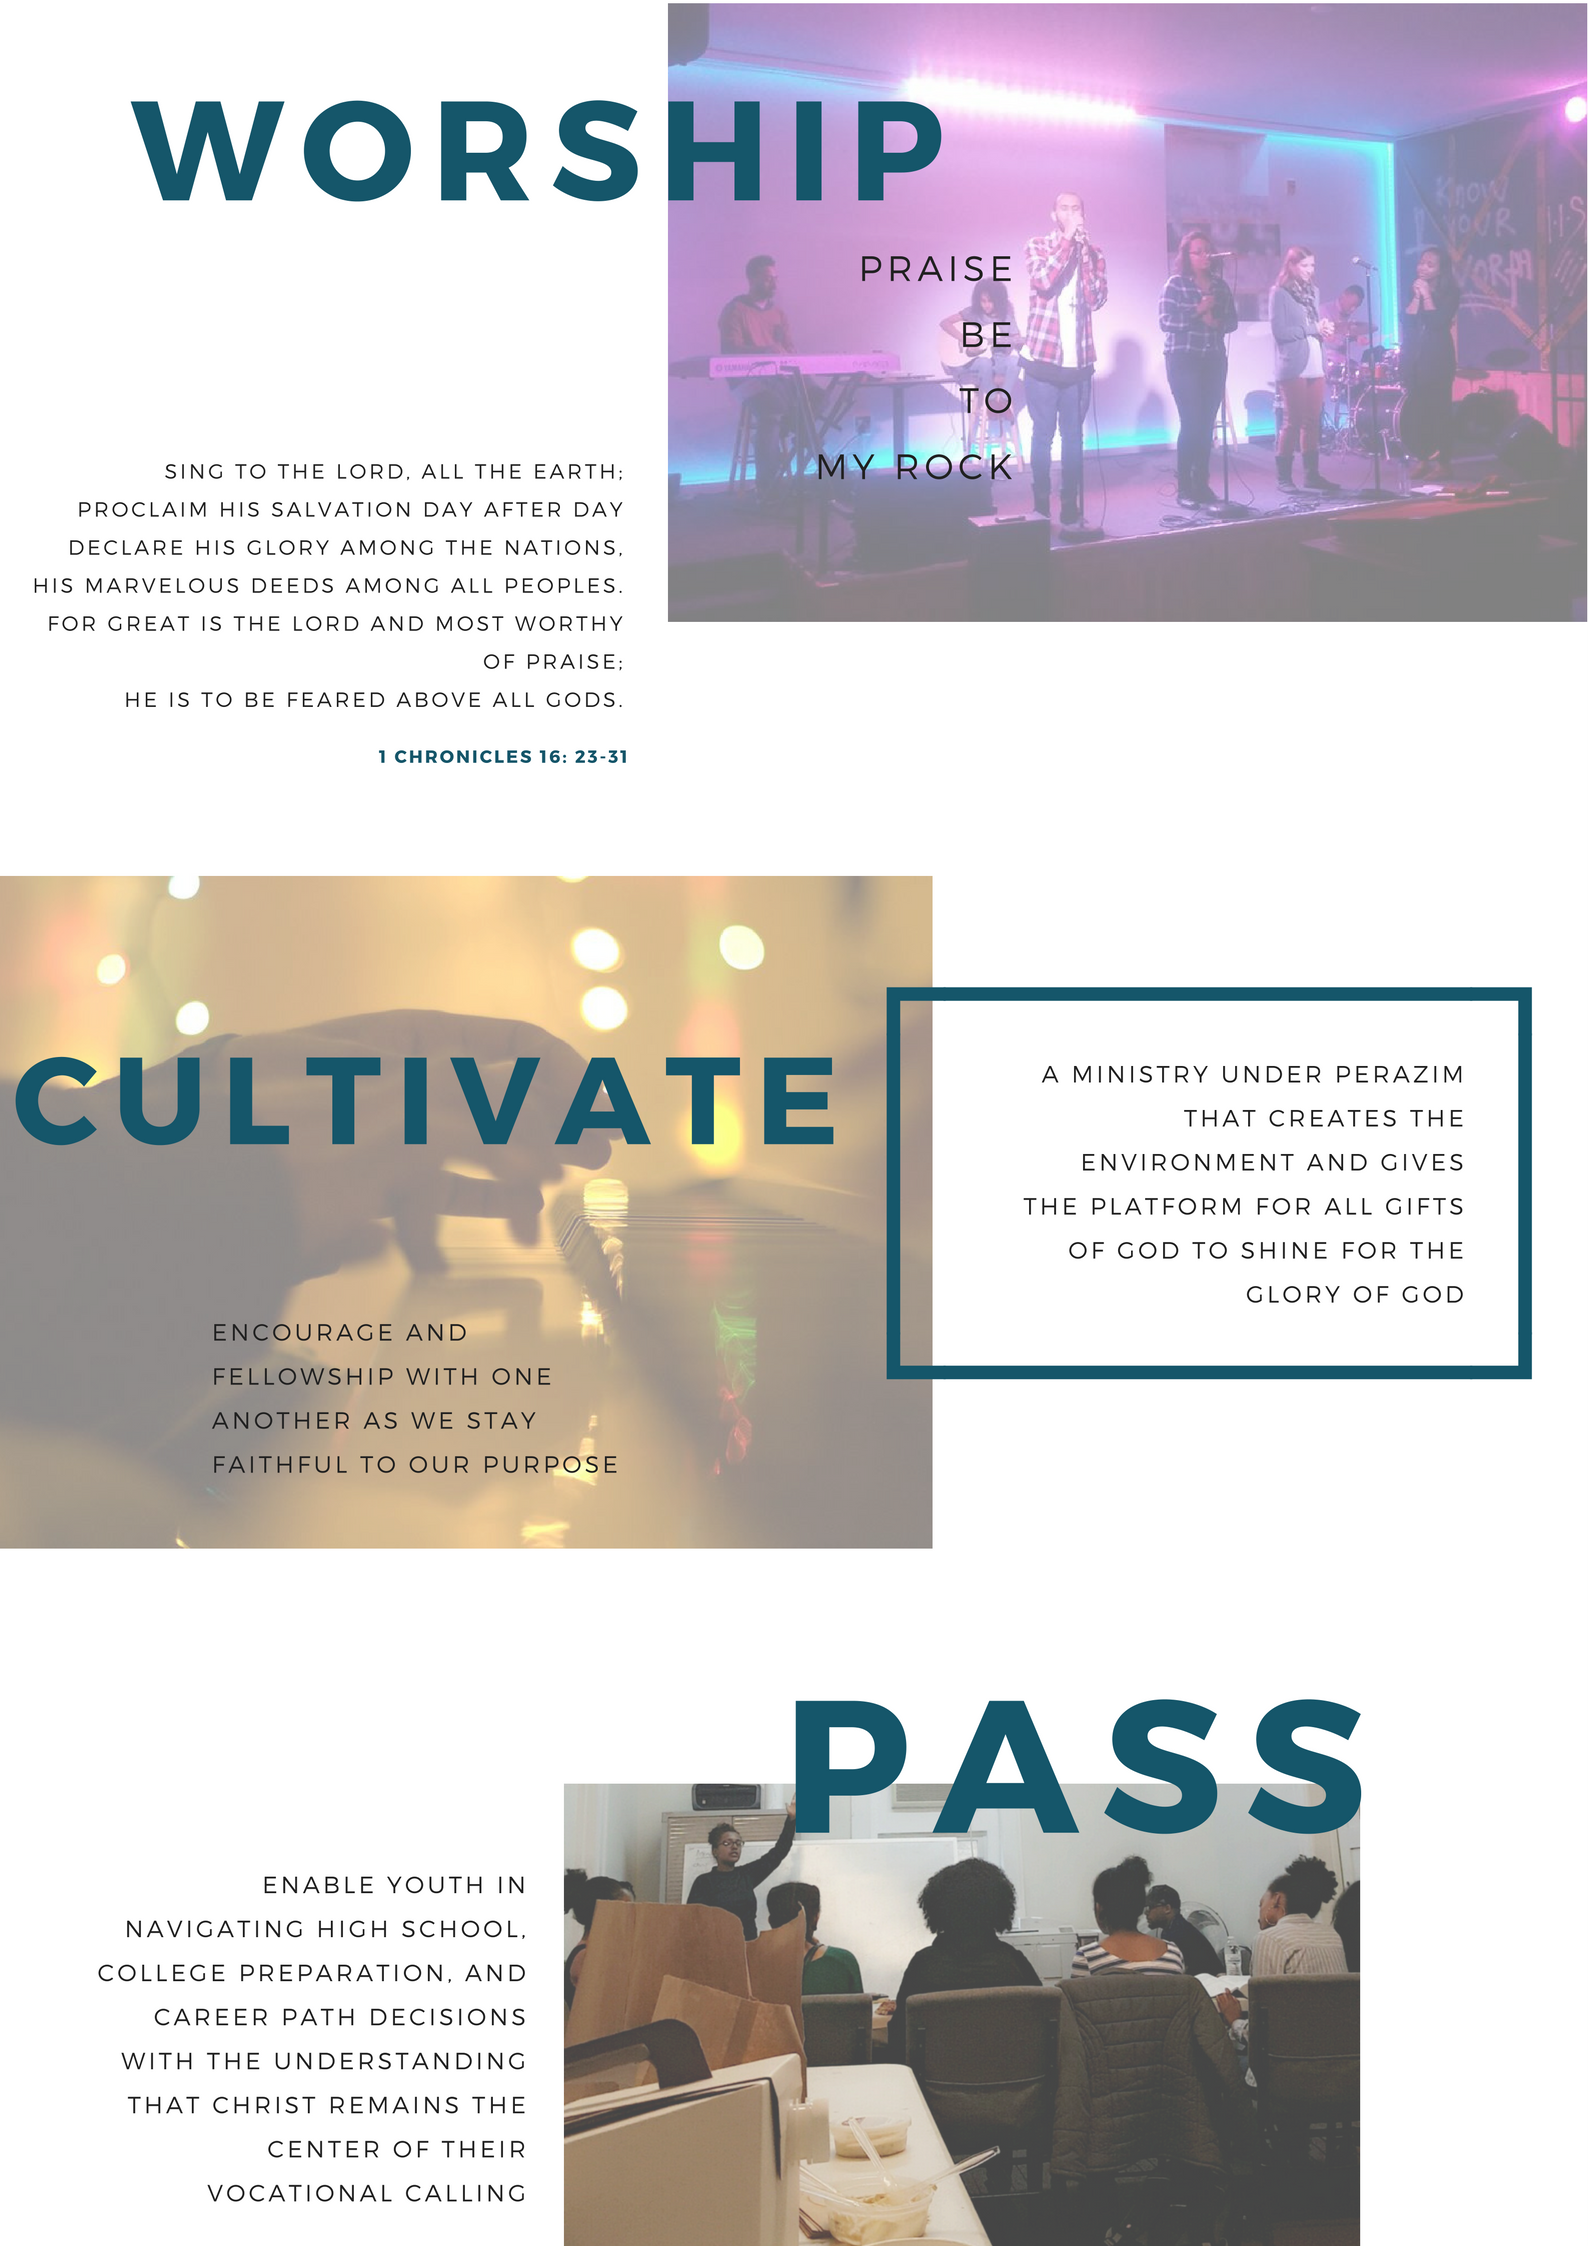 WORSHIP
PRAISE
BE
TO
MY ROCK
SING TO THE LORD, ALL THE EARTH;
PROCLAIM HIS SALVATION DAY AFTER DAY
DECLARE HIS GLORY AMONG THE NATIONS,
HIS MARVELOUS DEEDS AMONG ALL PEOPLES.
FOR GREAT IS THE LORD AND MOST WORTHY
OF PRAISE;
HE IS TO BE FEARED ABOVE ALL GODS.
1 CHRONICLES 16: 23-31
CULTIVATE
ENCOURAGE AND
FELLOWSHIP WITH ONE
ANOTHER AS WE STAY
FAITHFUL TO OUR PURPOSE
A MINISTRY UNDER PERAZIM
THAT CREATES THE
ENVIRONMENT AND GIVES
THE PLATFORM FOR ALL GIFTS
OF GOD TO SHINE FOR THE
GLORY OF GOD
PASS
ENABLE YOUTH IN
NAVIGATING HIGH SCHOOL,
COLLEGE PREPARATION, AND
CAREER PATH DECISIONS
WITH THE UNDERSTANDING
THAT CHRIST REMAINS THE
CENTER OF THEIR
VOCATIONAL CALLING